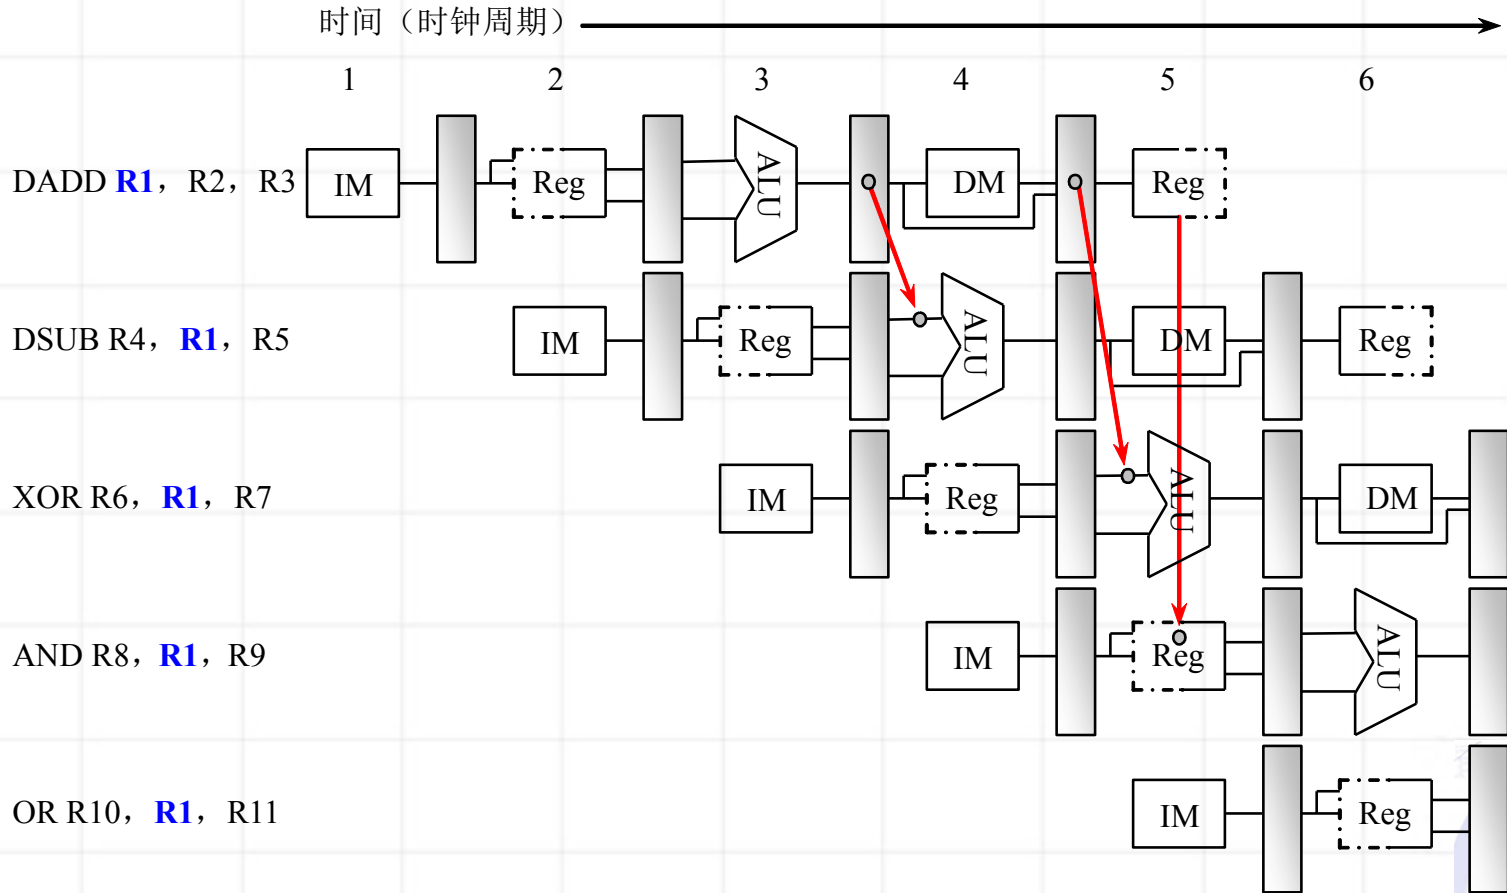 时间（时钟周期）
1 2 3 4 5 6
DADD R1，R2，R3 IM Reg ALU DM Reg
DSUB R4，R1，R5 IM Reg ALU DM Reg
XOR R6，R1，R7 IM Reg ALU DM
AND R8，R1，R9 IM Reg ALU
OR R10，R1，R11 IM Reg